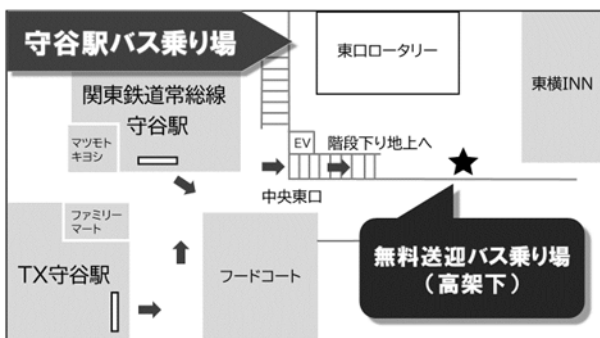 守谷駅バス乗り場
関東鉄道常総線
守谷駅
マツモト
キヨシ
東口ロータリー
東横INN
EV
階段下り地上へ
中央東口
ファミリー
マート
TX守谷駅
フードコート
無料送迎バス乗り場
(高架下)